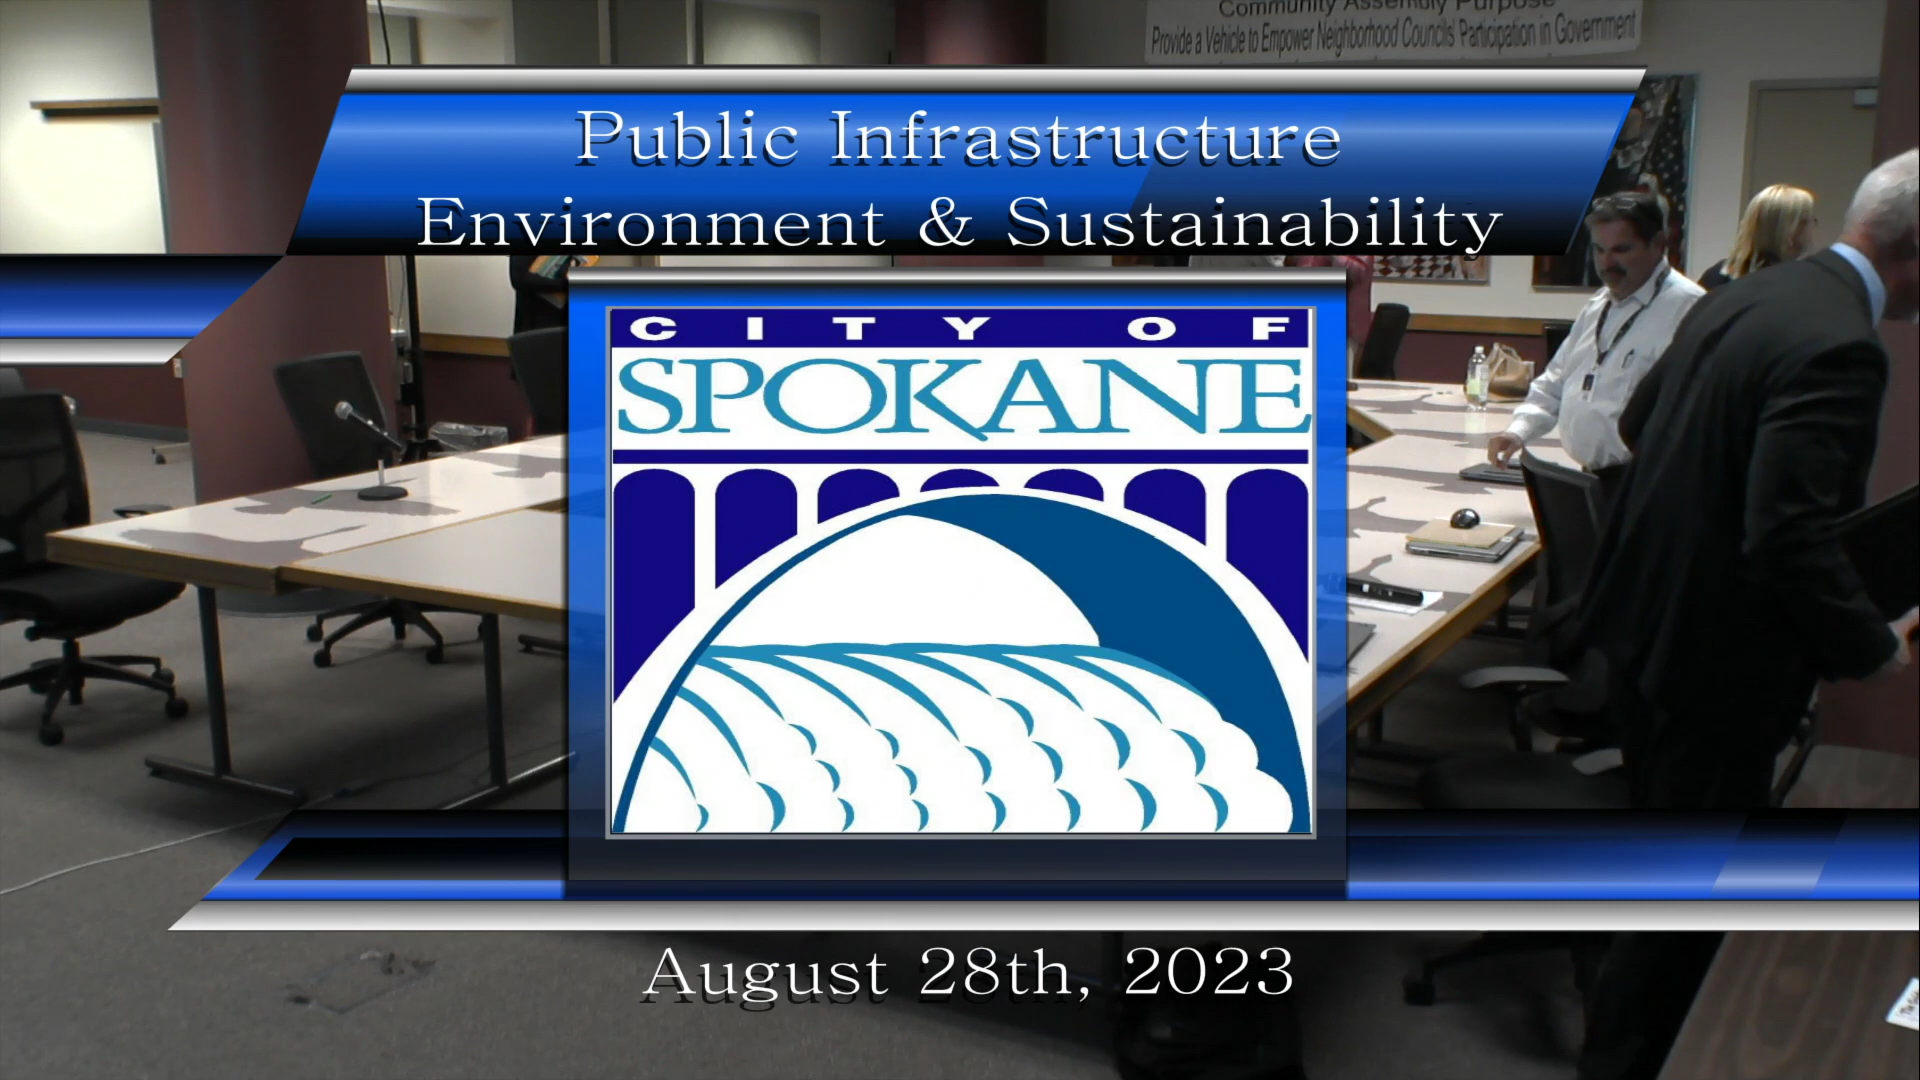 Community Assembly Purpose
Provide a Vehicle to Empower Neighborhood Councils' Participation in Government
Public Infrastructure
Environment & Sustainability
CITY OF
SPOKANE
August 28th, 2023